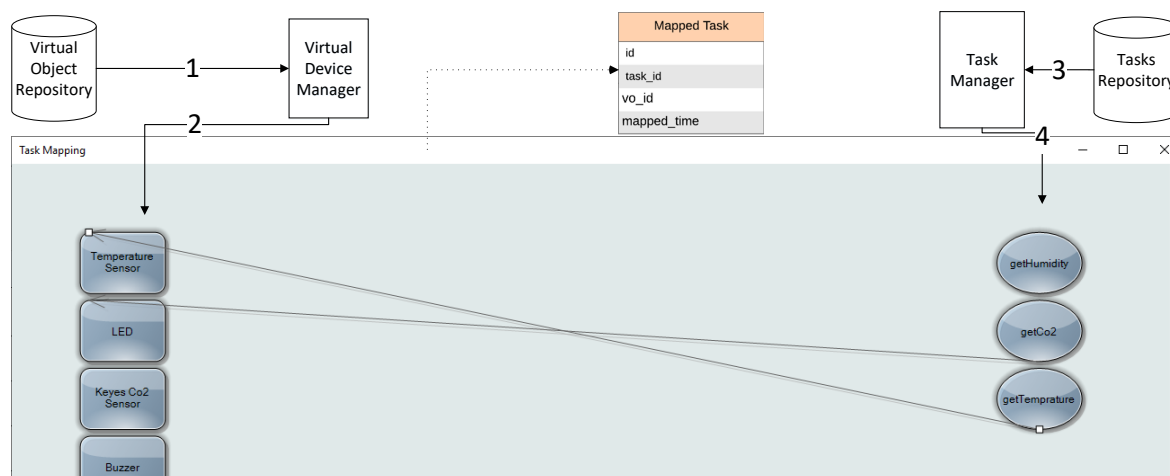 Virtual
Object
Repository
1
Virtual
Device
Manager
2
Mapped Task
id
task_id
vo_id
mapped_time
Task
Manager
3
Tasks
Repository
4
Task Mapping
Temperature
Sensor
LED
Keyes Co2
Sensor
Buzzer
getHumidity
getCo2
getTemprature